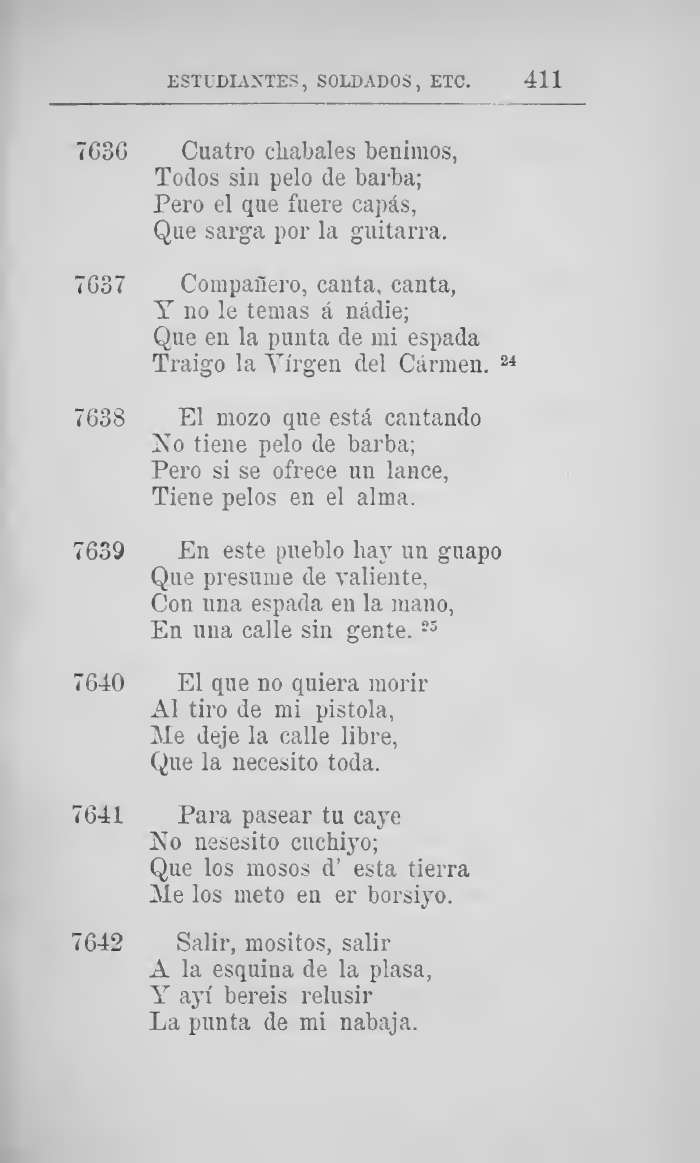 ESTUDIANTES, SOLDADOS, ETC. 411
7636 Cuatro chabales benimos,
Todos sin pelo de barba;
Pero el que fuere capás,
Que sarga por la guitarra.
7637 Compañero, canta, canta,
Y no le temas á nádie;
Que en la punta de mi espada
Traigo la Vírgen del Cármen. 24
7638 El mozo que está cantando
No tiene pelo de barba;
Pero si se ofrece un lance,
Tiene pelos en el alma.
7639 En este pueblo hay un guapo
Que presume de valiente,
Con una espada en la mano,
En una calle sin gente. 25
7640 El que no quiera morir
Al tiro de mi pistola,
Me deje la calle libre,
Que la necesito toda.
7641 Para pasear tu caye
No nesesito cuchiyo;
Que los mosos d' esta tierra
Me los meto en er borsiyo.
7642 Salir, mositos, salir
A la esquina de la plasa,
Y ayí bereis relusir
La punta de mi nabaja.